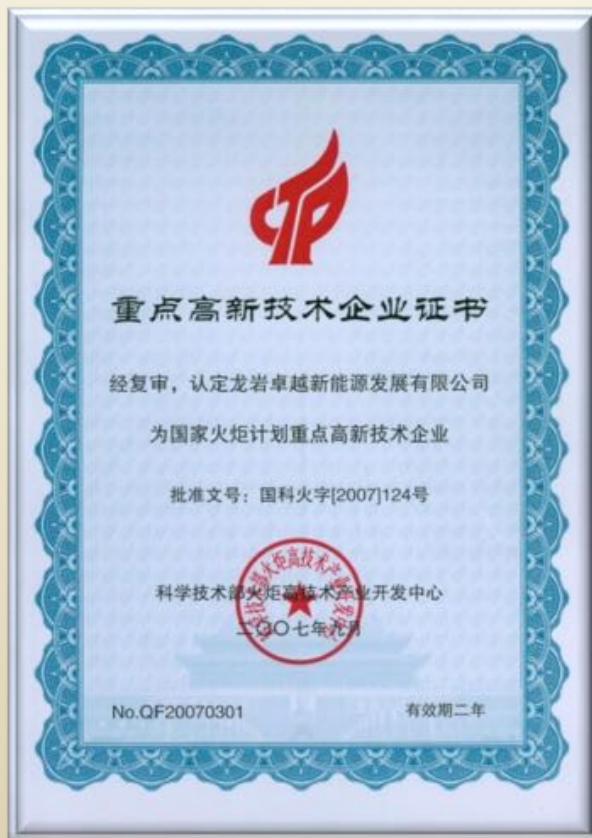 CTP
重点高新技术企业证书
经复审，认定龙岩卓越新能源发展有限公司
为国家火炬计划重点高新技术企业
批准文号：国科火字[2007]124号
科学技术部火炬高技术产业开发中心
二〇〇七年九月
No.QF20070301
有效期二年